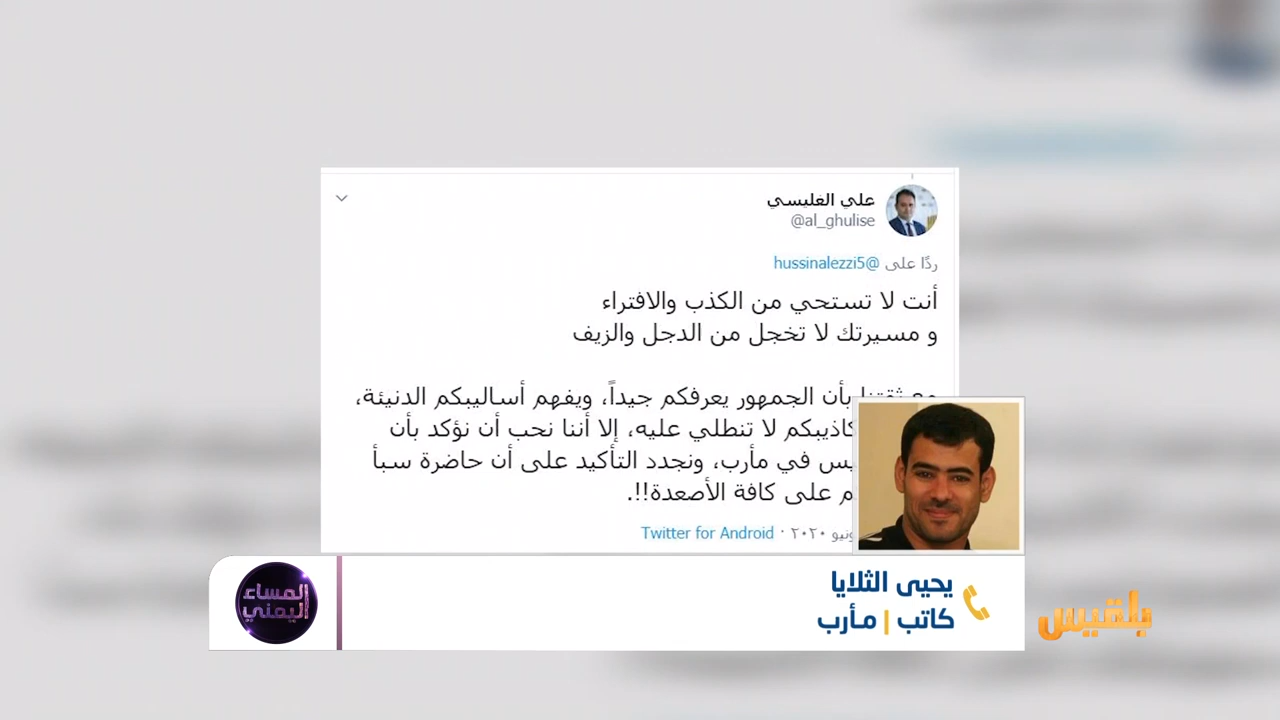 علي الغليسي
@al_ghulise
ردًا على @hussinalezzi5
أنت لا تستحي من الكذب والافتراء
و مسيرتك لا تخجل من الدجل والزيف
بأن الجمهور يعرفكم جيداً، ويفهم أساليبكم الدنيئة،
لا تنطلي عليه، إلا أننا نحب أن نؤكد بأن
في مأرب، ونجدد التأكيد على أن حاضرة سبأ
على كافة الأصعدة!!.
٢٠٢٠ · Twitter for Android
يحيى الثلايا
كاتب | مأرب
المساء
اليمني
بلقيس